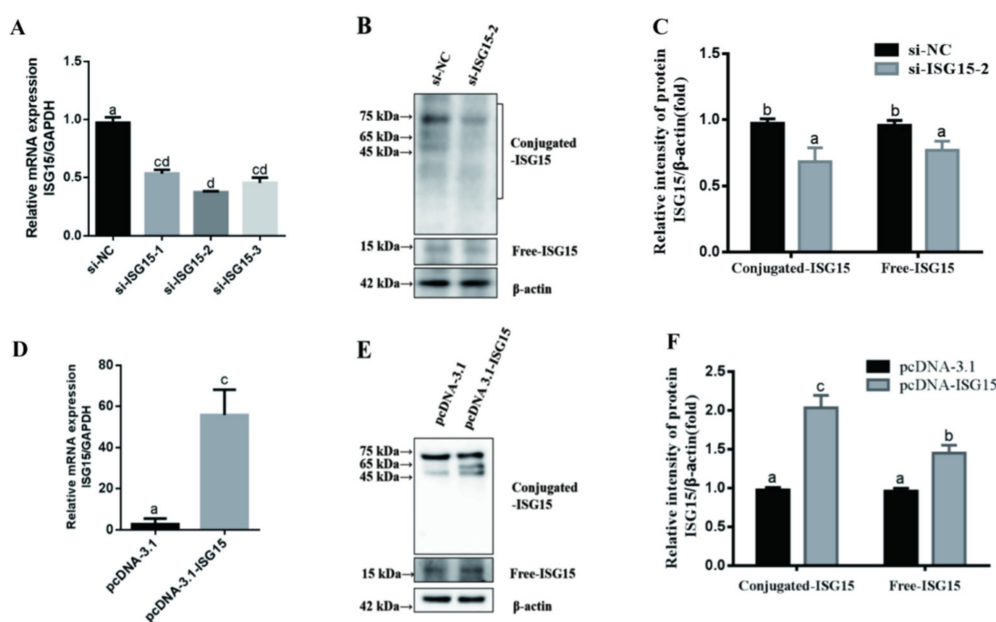 A
Relative mRNA expression
ISG15/GAPDH
1.5
1.0
0.5
0.0
a
cd
d
cd
si-NC
si-ISG15-1
si-ISG15-2
si-ISG15-3
B
si-NC
si-ISG15-2
75 kDa→
65 kDa→
45 kDa→
Conjugated
-ISG15
15 kDa→
Free-ISG15
42 kDa→
β-actin
C
Relative intensity of protein
ISG15/β-actin(fold)
1.5
1.0
0.5
0.0
si-NC
si-ISG15-2
b
a
b
a
Conjugated-ISG15
Free-ISG15
D
Relative mRNA expression
ISG15/GAPDH
80
60
40
20
0
a
c
pcDNA-3.1
pcDNA-3.1-ISG15
E
pcDNA-3.1
pcDNA 3.1-ISG15
75 kDa→
65 kDa→
45 kDa→
Conjugated
-ISG15
15 kDa→
Free-ISG15
42 kDa→
β-actin
F
Relative intensity of protein
ISG15/β-actin(fold)
2.5
2.0
1.5
1.0
0.5
0.0
pcDNA-3.1
pcDNA-ISG15
a
c
a
b
Conjugated-ISG15
Free-ISG15